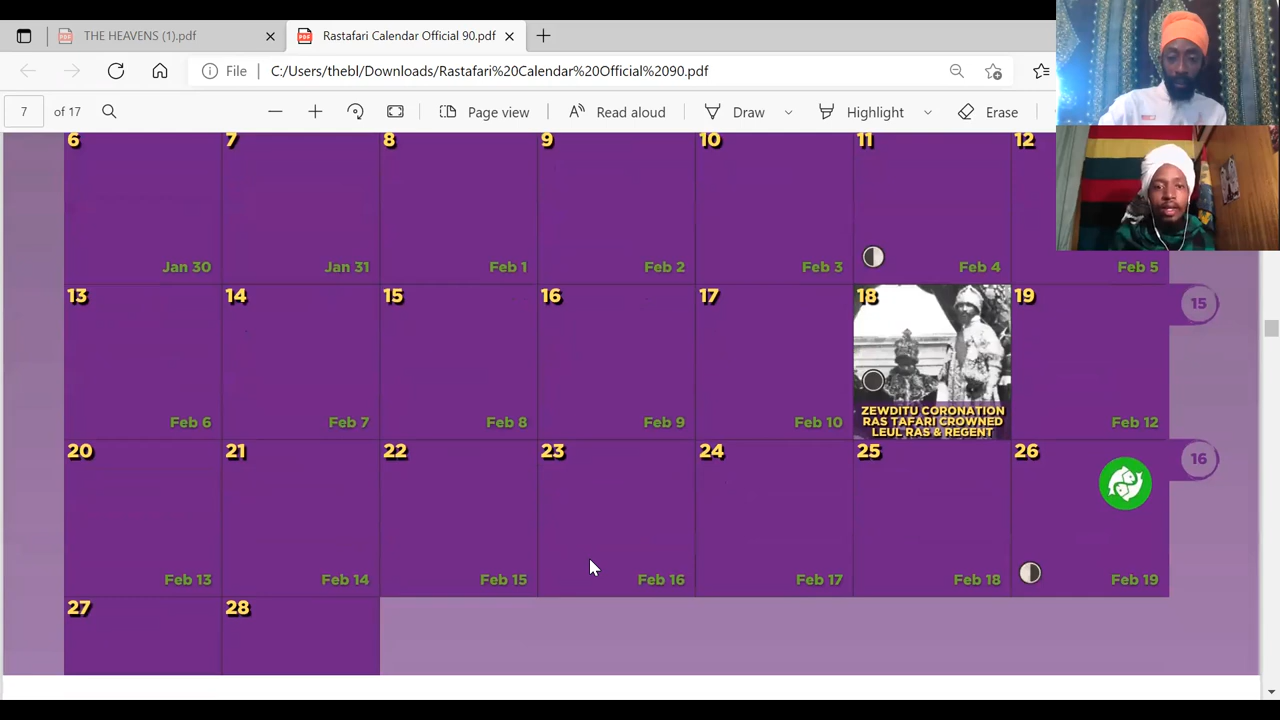 THE HEAVENS (1).pdf
Rastafari Calendar Official 90.pdf
File
C:/Users/thebl/Downloads/Rastafari%20Calendar%20Official%2090.pdf
7 of 17
Page view
Read aloud
Draw
Highlight
Erase
6 7 8 9 10 11 12
Jan 30 Jan 31 Feb 1 Feb 2 Feb 3 Feb 4 Feb 5
13 14 15 16 17 18 19
15
ZEWDITU CORONATION
RAS TAFARI CROWNED
LEUL RAS & REGENT
Feb 6 Feb 7 Feb 8 Feb 9 Feb 10 Feb 12
20 21 22 23 24 25 26
16
Feb 13 Feb 14 Feb 15 Feb 16 Feb 17 Feb 18 Feb 19
27 28